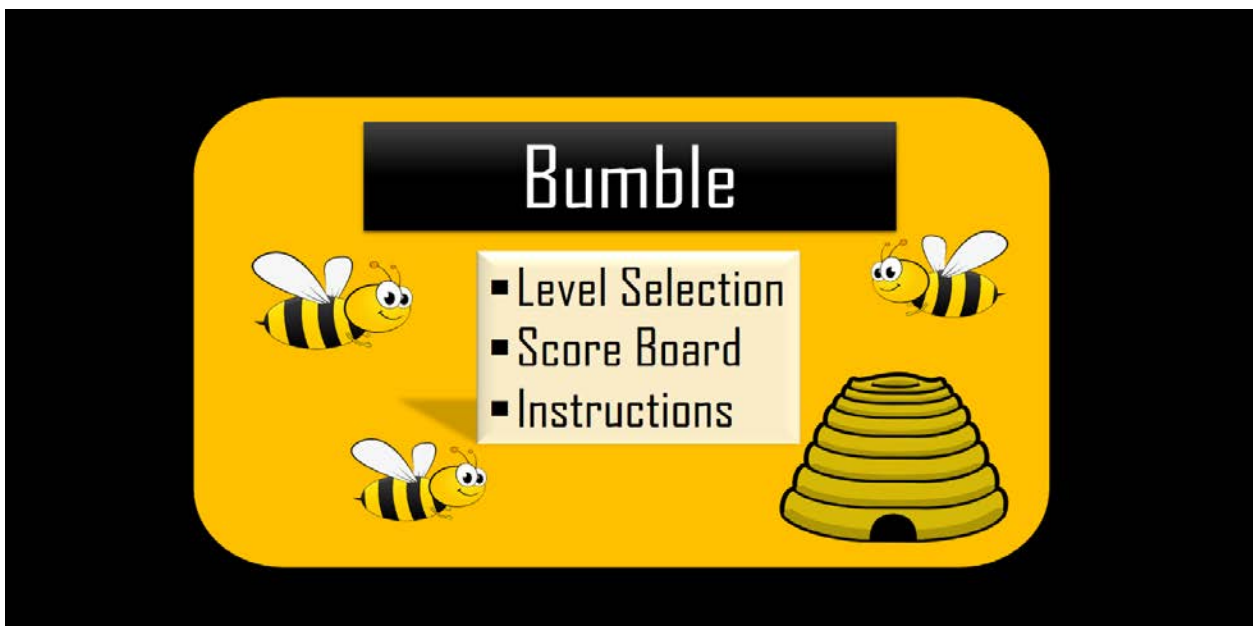 Bumble
▪ Level Selection
▪ Score Board
▪ Instructions